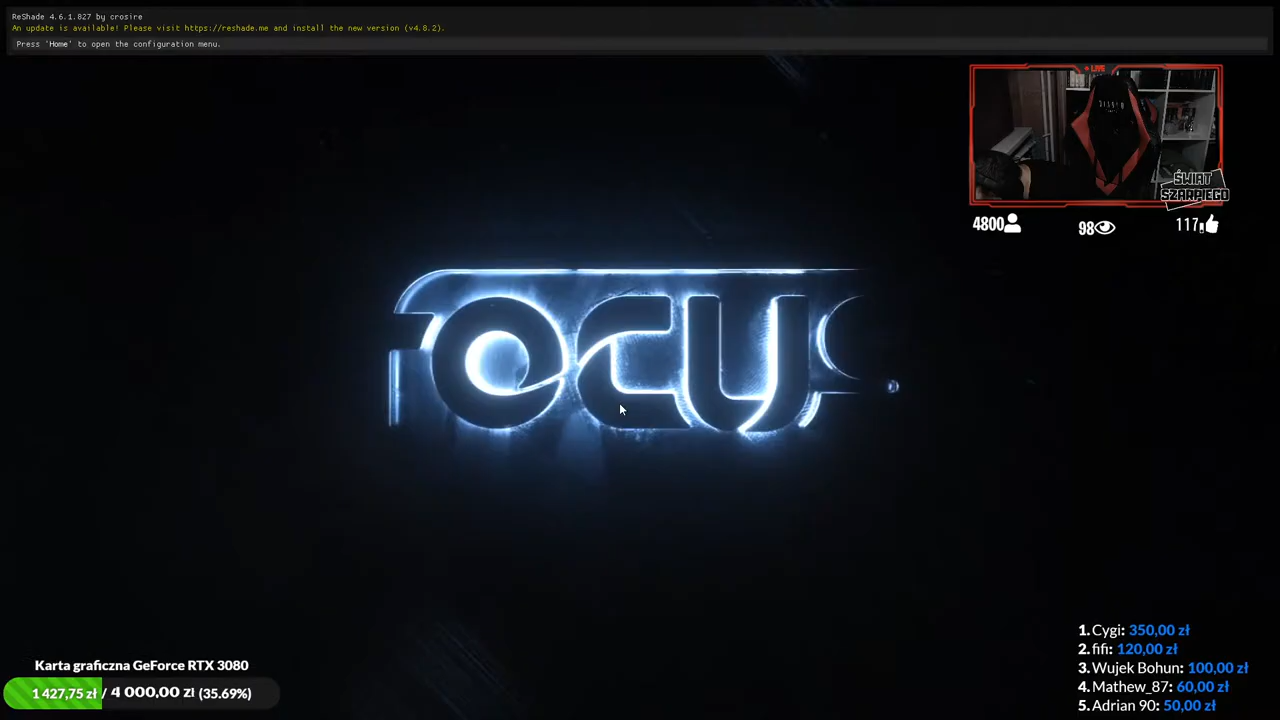 ReShade 4.6.1.827 by crosire
An update is available! Please visit https://reshade.me and install the new version (v4.8.2).
Press 'Home' to open the configuration menu.
LIVE
ŚWIAT
SZARPIEGO
4800 98 117
ocus
Karta graficzna GeForce RTX 3080
1 427,75 zł / 4 000,00 zł (35.69%)
1. Cygi: 350,00 zł
2. fifi: 120,00 zł
3. Wujek Bohun: 100,00 zł
4. Mathew_87: 60,00 zł
5. Adrian 90: 50,00 zł